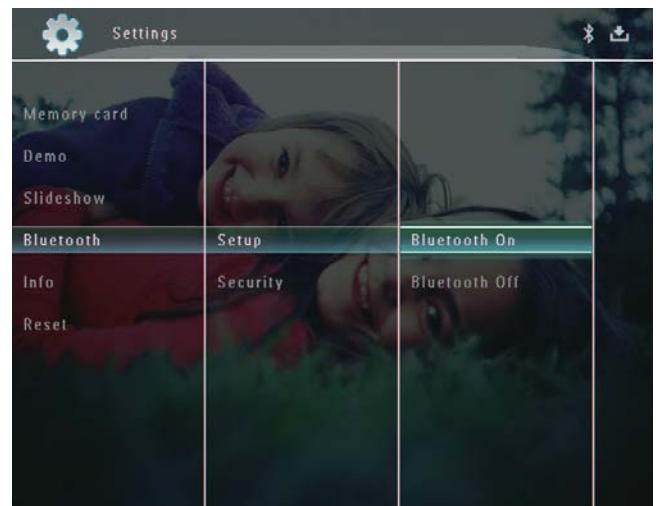 Settings
Memory card
Demo
Slideshow
Bluetooth Setup Bluetooth On
Info Security Bluetooth Off
Reset